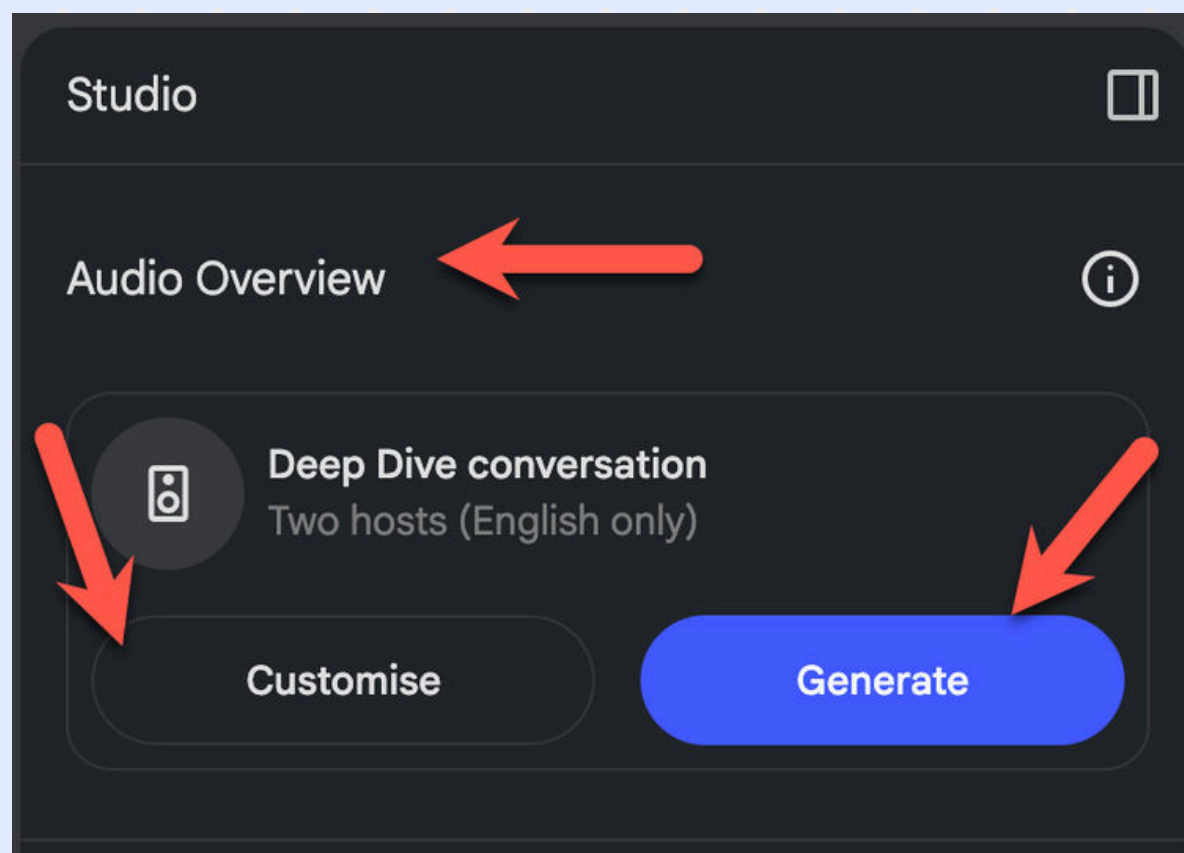 Studio
Audio Overview
Deep Dive conversation
Two hosts (English only)
Customise
Generate